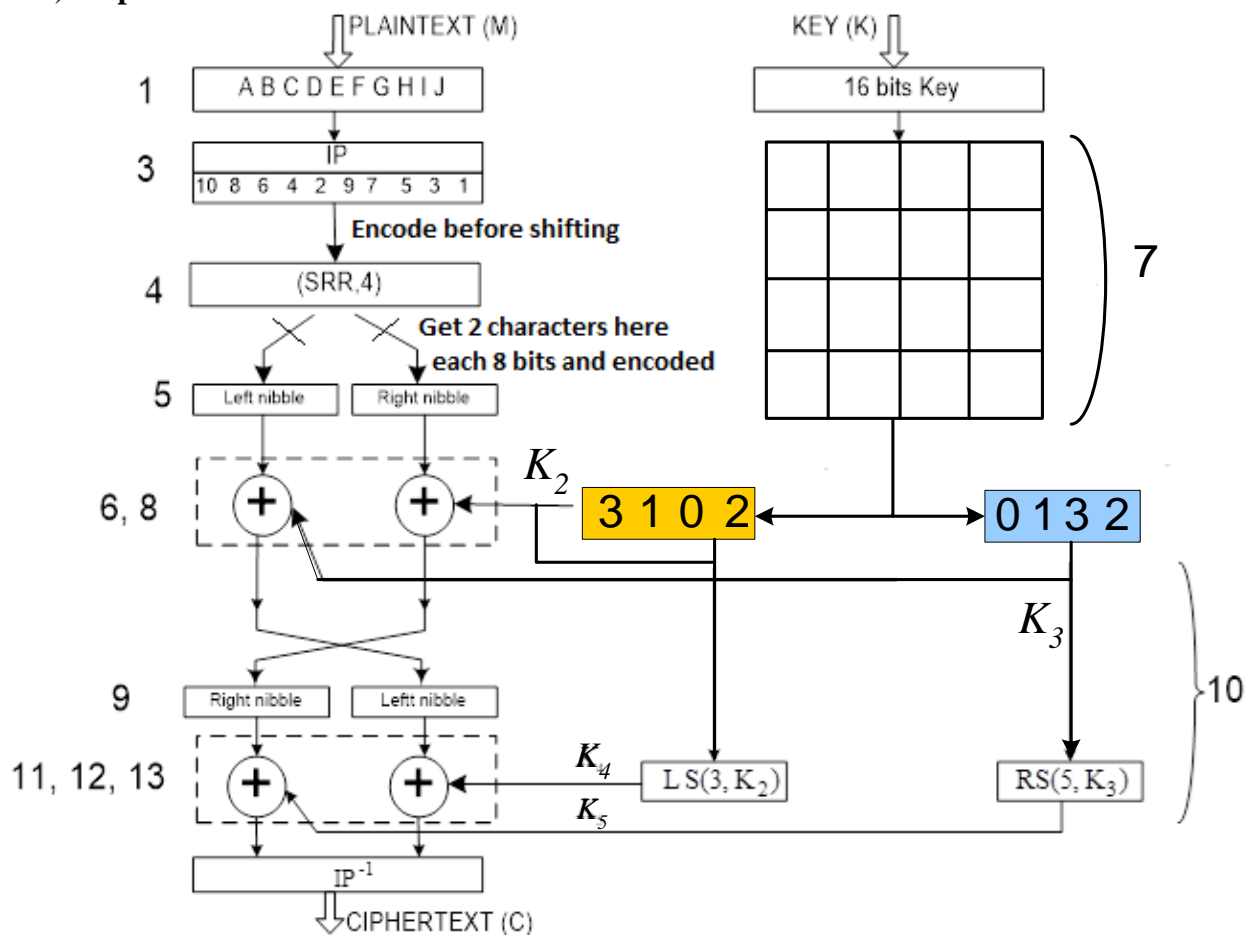 PLAINTEXT (M)
KEY (K)
1
A B C D E F G H I J
16 bits Key
3
IP
10 8 6 4 2 9 7 5 3 1
Encode before shifting
7
4
(SRR,4)
Get 2 characters here
each 8 bits and encoded
5
Left nibble
Right nibble
6, 8
+
+
K2
3 1 0 2
0 1 3 2
K3
9
Right nibble
Leftt nibble
10
11, 12, 13
+
+
K4
LS(3, K2)
RS(5, K3)
K5
IP-1
CIPHERTEXT (C)